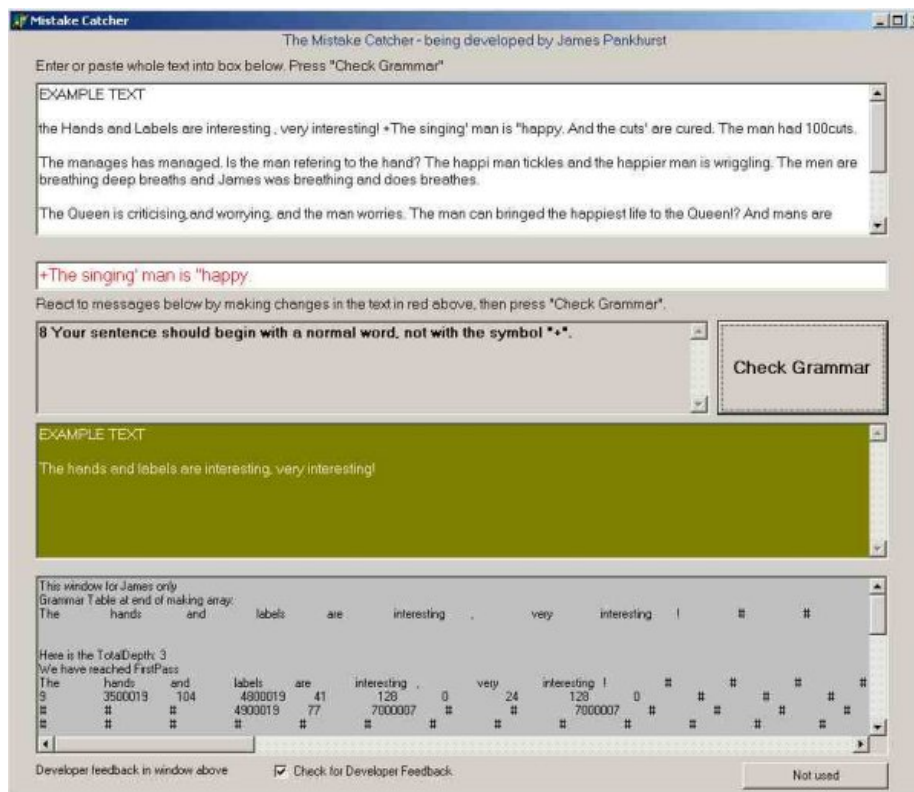 Mistake Catcher
The Mistake Catcher - being developed by James Pankhurst
Enter or paste whole text into box below. Press "Check Grammar"
EXAMPLE TEXT
the Hands and Labels are interesting , very interesting! +The singing' man is "happy. And the cuts' are cured. The man had 100cuts.
The manages has managed. Is the man refering to the hand? The happi man tickles and the happier man is wriggling. The men are
breathing deep breaths and James was breathing and does breathes.
The Queen is criticising,and worrying, and the man worries. The man can bringed the happiest life to the Queen!? And mans are
+The singing' man is "happy.
React to messages below by making changes in the text in red above, then press "Check Grammar".
8 Your sentence should begin with a normal word, not with the symbol "+".
Check Grammar
EXAMPLE TEXT
The hands and labels are interesting, very interesting!
This window for James only
Grammar Table at end of making array:
The hands and labels are interesting , very interesting ! # #
Here is the TotalDepth: 3
We have reached FirstPass
The hands and labels are interesting , very interesting ! # # # #
9 3500019 104 4800019 41 128 0 24 128 0 # # # #
# # # 4900019 77 7000007 # # 7000007 # # # # #
# # # # # # # # # # # # # #
Developer feedback in window above
Check for Developer Feedback
Not used